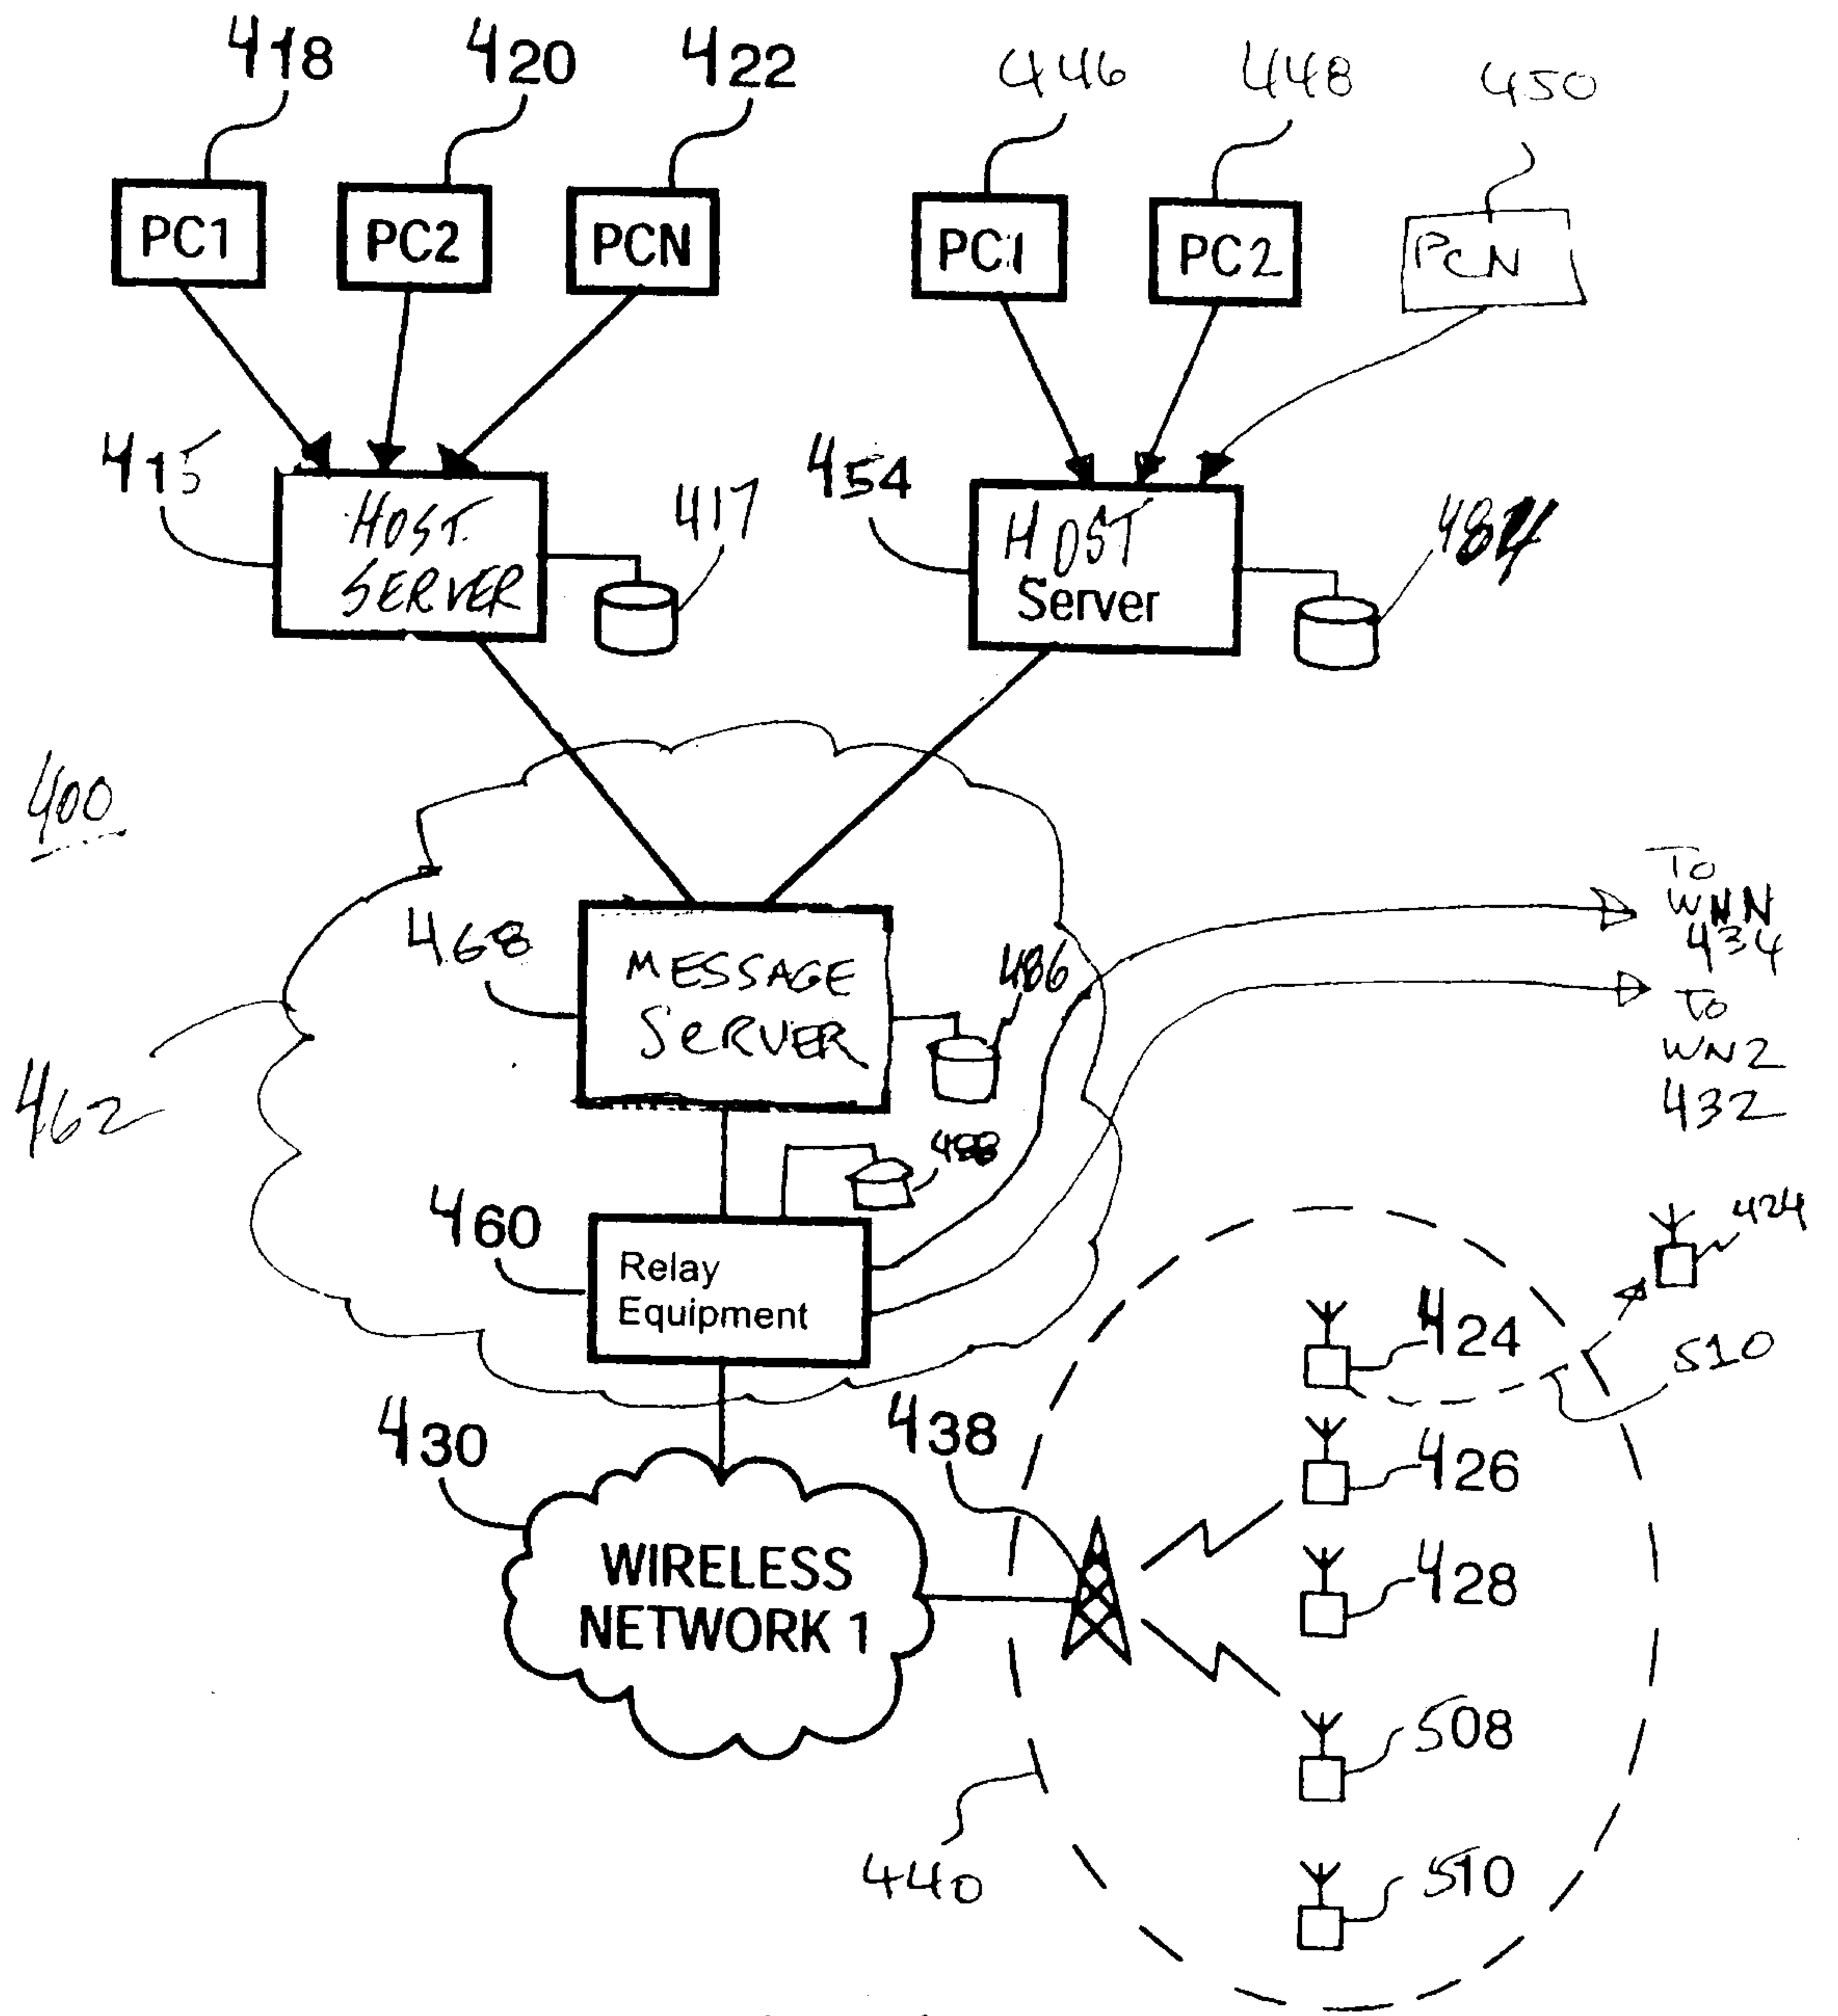 418
420
422
446
448
450
PC1
PC2
PCN
PC1
PC2
PCN
415
HOST
SERVER
417
454
HOST
Server
400
468
MESSAGE
SERVER
486
To
WNN
434
To
WN2
432
462
460
Relay
Equipment
424
424
510
430
438
426
WIRELESS
NETWORK 1
428
508
440
510